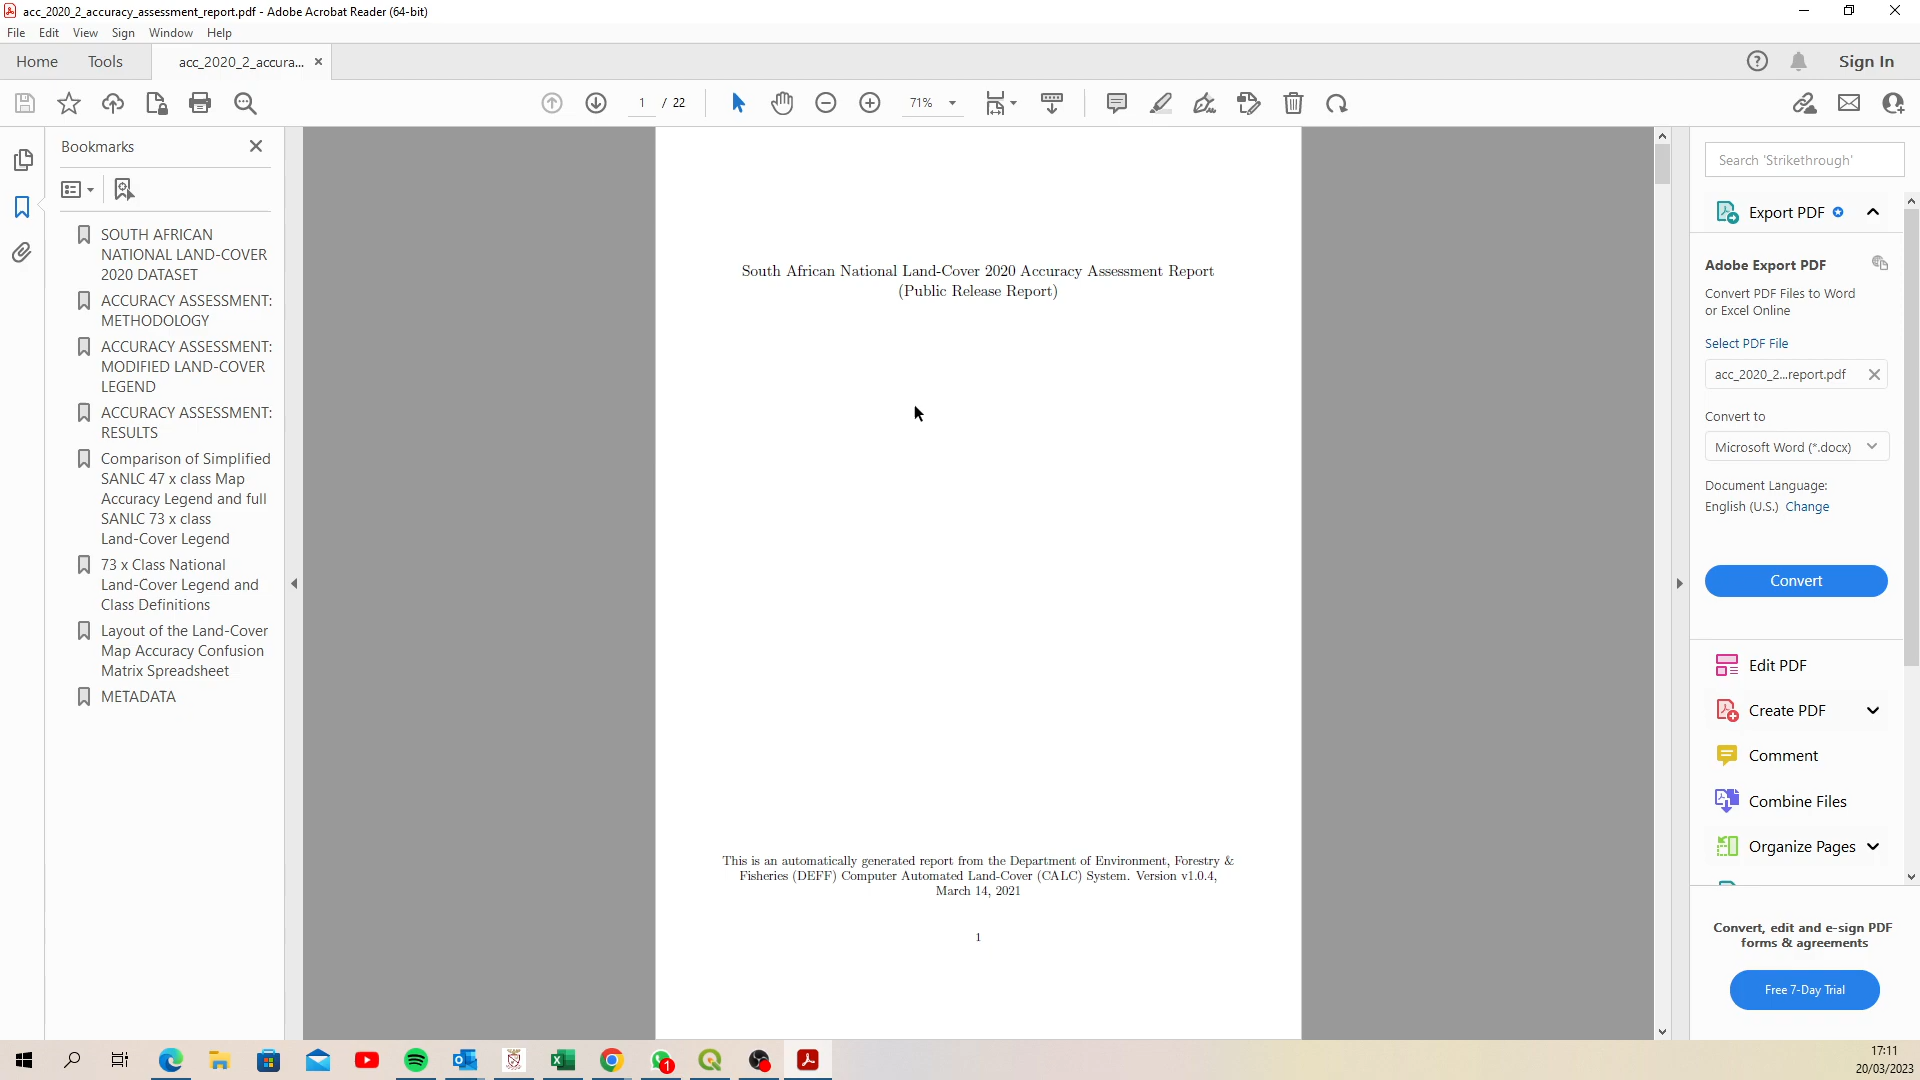 acc_2020_2_accuracy_assessment_report.pdf - Adobe Acrobat Reader (64-bit)
File Edit View Sign Window Help
Home Tools acc_2020_2_accura... Sign In
1 / 22 71%
Bookmarks
SOUTH AFRICAN
NATIONAL LAND-COVER
2020 DATASET
ACCURACY ASSESSMENT:
METHODOLOGY
ACCURACY ASSESSMENT:
MODIFIED LAND-COVER
LEGEND
ACCURACY ASSESSMENT:
RESULTS
Comparison of Simplified
SANLC 47 x class Map
Accuracy Legend and full
SANLC 73 x class
Land-Cover Legend
73 x Class National
Land-Cover Legend and
Class Definitions
Layout of the Land-Cover
Map Accuracy Confusion
Matrix Spreadsheet
METADATA
South African National Land-Cover 2020 Accuracy Assessment Report
(Public Release Report)
This is an automatically generated report from the Department of Environment, Forestry &
Fisheries (DEFF) Computer Automated Land-Cover (CALC) System. Version v1.0.4,
March 14, 2021
1
Search 'Strikethrough'
Export PDF
Adobe Export PDF
Convert PDF Files to Word
or Excel Online
Select PDF File
acc_2020_2...report.pdf
Convert to
Microsoft Word (*.docx)
Document Language:
English (U.S.) Change
Convert
Edit PDF
Create PDF
Comment
Combine Files
Organize Pages
Convert, edit and e-sign PDF
forms & agreements
Free 7-Day Trial
1
17:11
20/03/2023